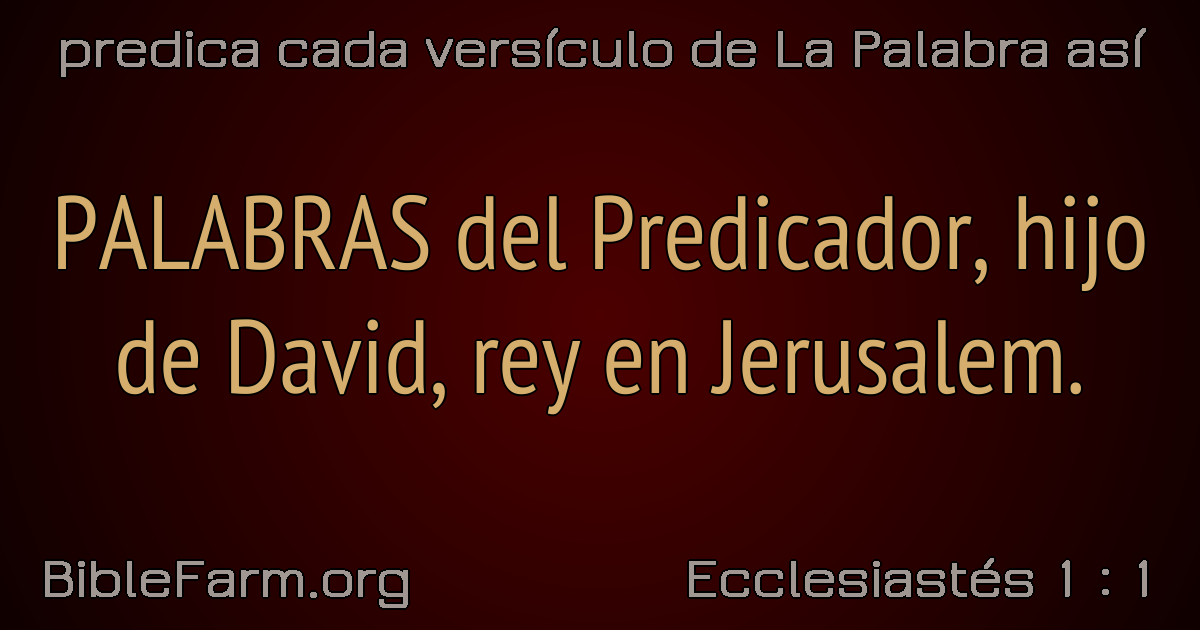 predica cada versículo de La Palabra así
PALABRAS del Predicador, hijo
de David, rey en Jerusalem.
BibleFarm.org
Ecclesiastés 1 : 1